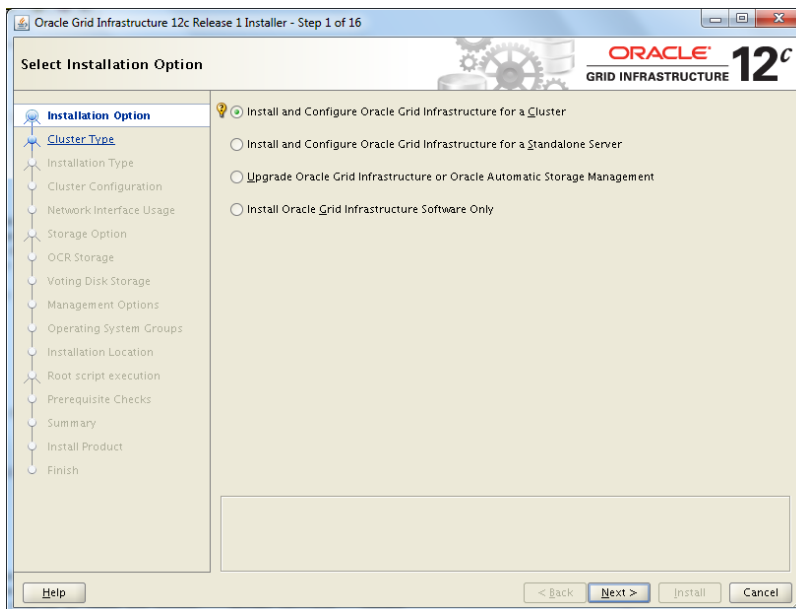 Oracle Grid Infrastructure 12c Release 1 Installer - Step 1 of 16
Select Installation Option
ORACLE
GRID INFRASTRUCTURE
12c
Installation Option
Cluster Type
Installation Type
Cluster Configuration
Network Interface Usage
Storage Option
OCR Storage
Voting Disk Storage
Management Options
Operating System Groups
Installation Location
Root script execution
Prerequisite Checks
Summary
Install Product
Finish
Install and Configure Oracle Grid Infrastructure for a Cluster
Install and Configure Oracle Grid Infrastructure for a Standalone Server
Upgrade Oracle Grid Infrastructure or Oracle Automatic Storage Management
Install Oracle Grid Infrastructure Software Only
Help
< Back
Next >
Install
Cancel